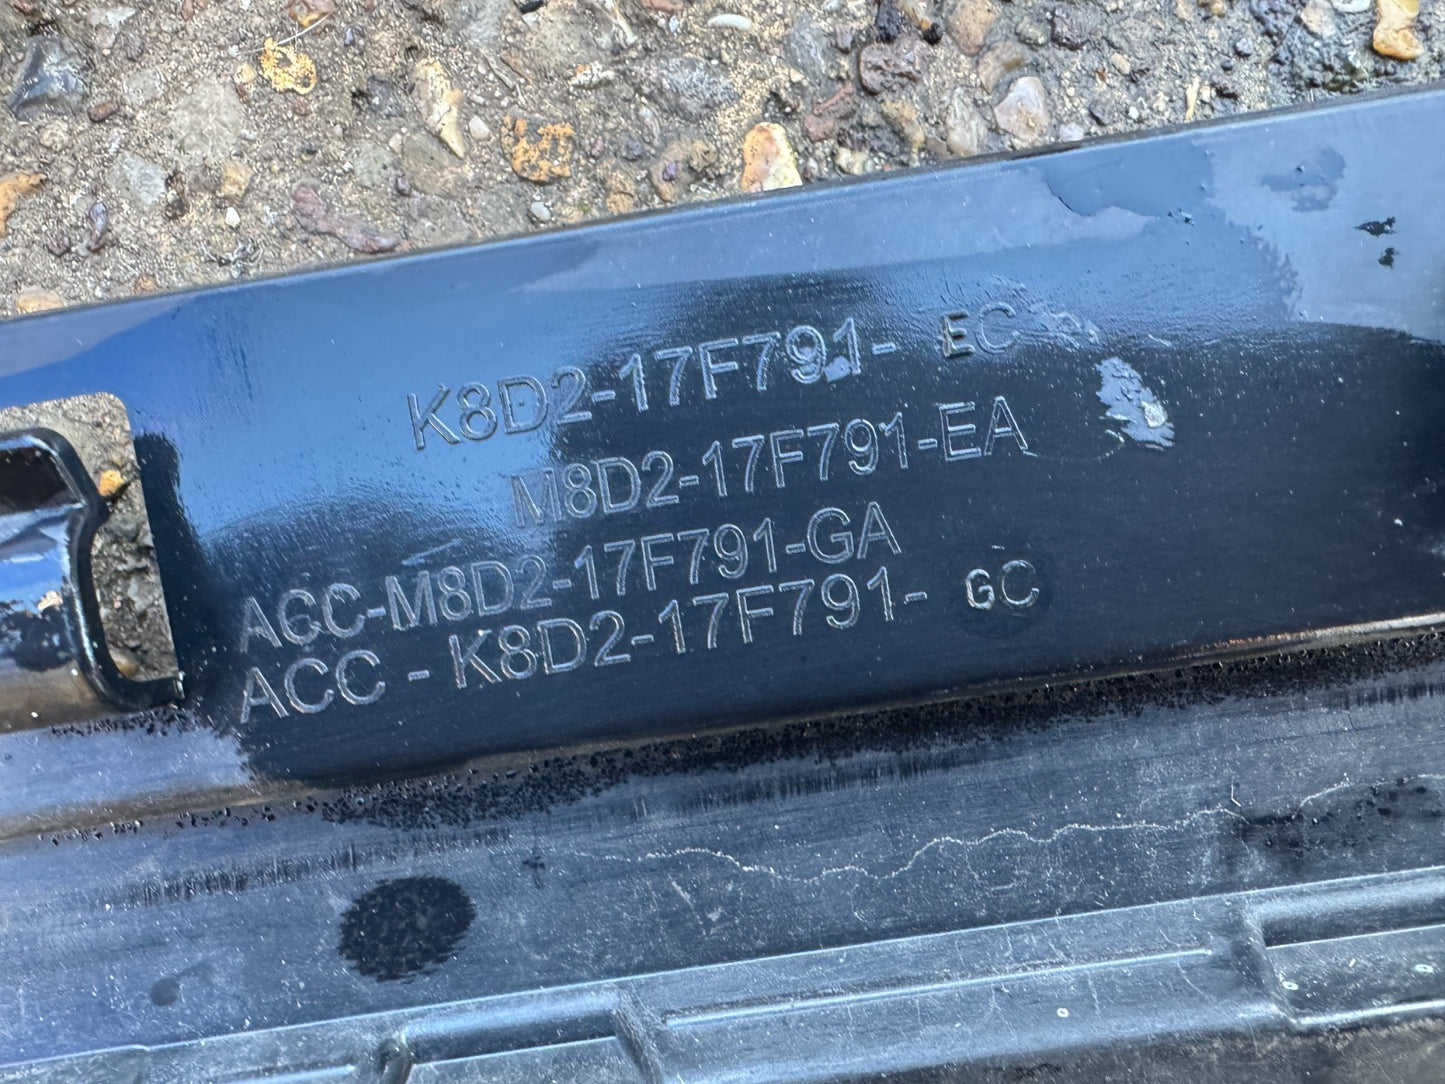 K8D2-17F791- EC
M8D2-17F791-EA
ACC-M8D2-17F791-GA
ACC - K8D2-17F791- GC